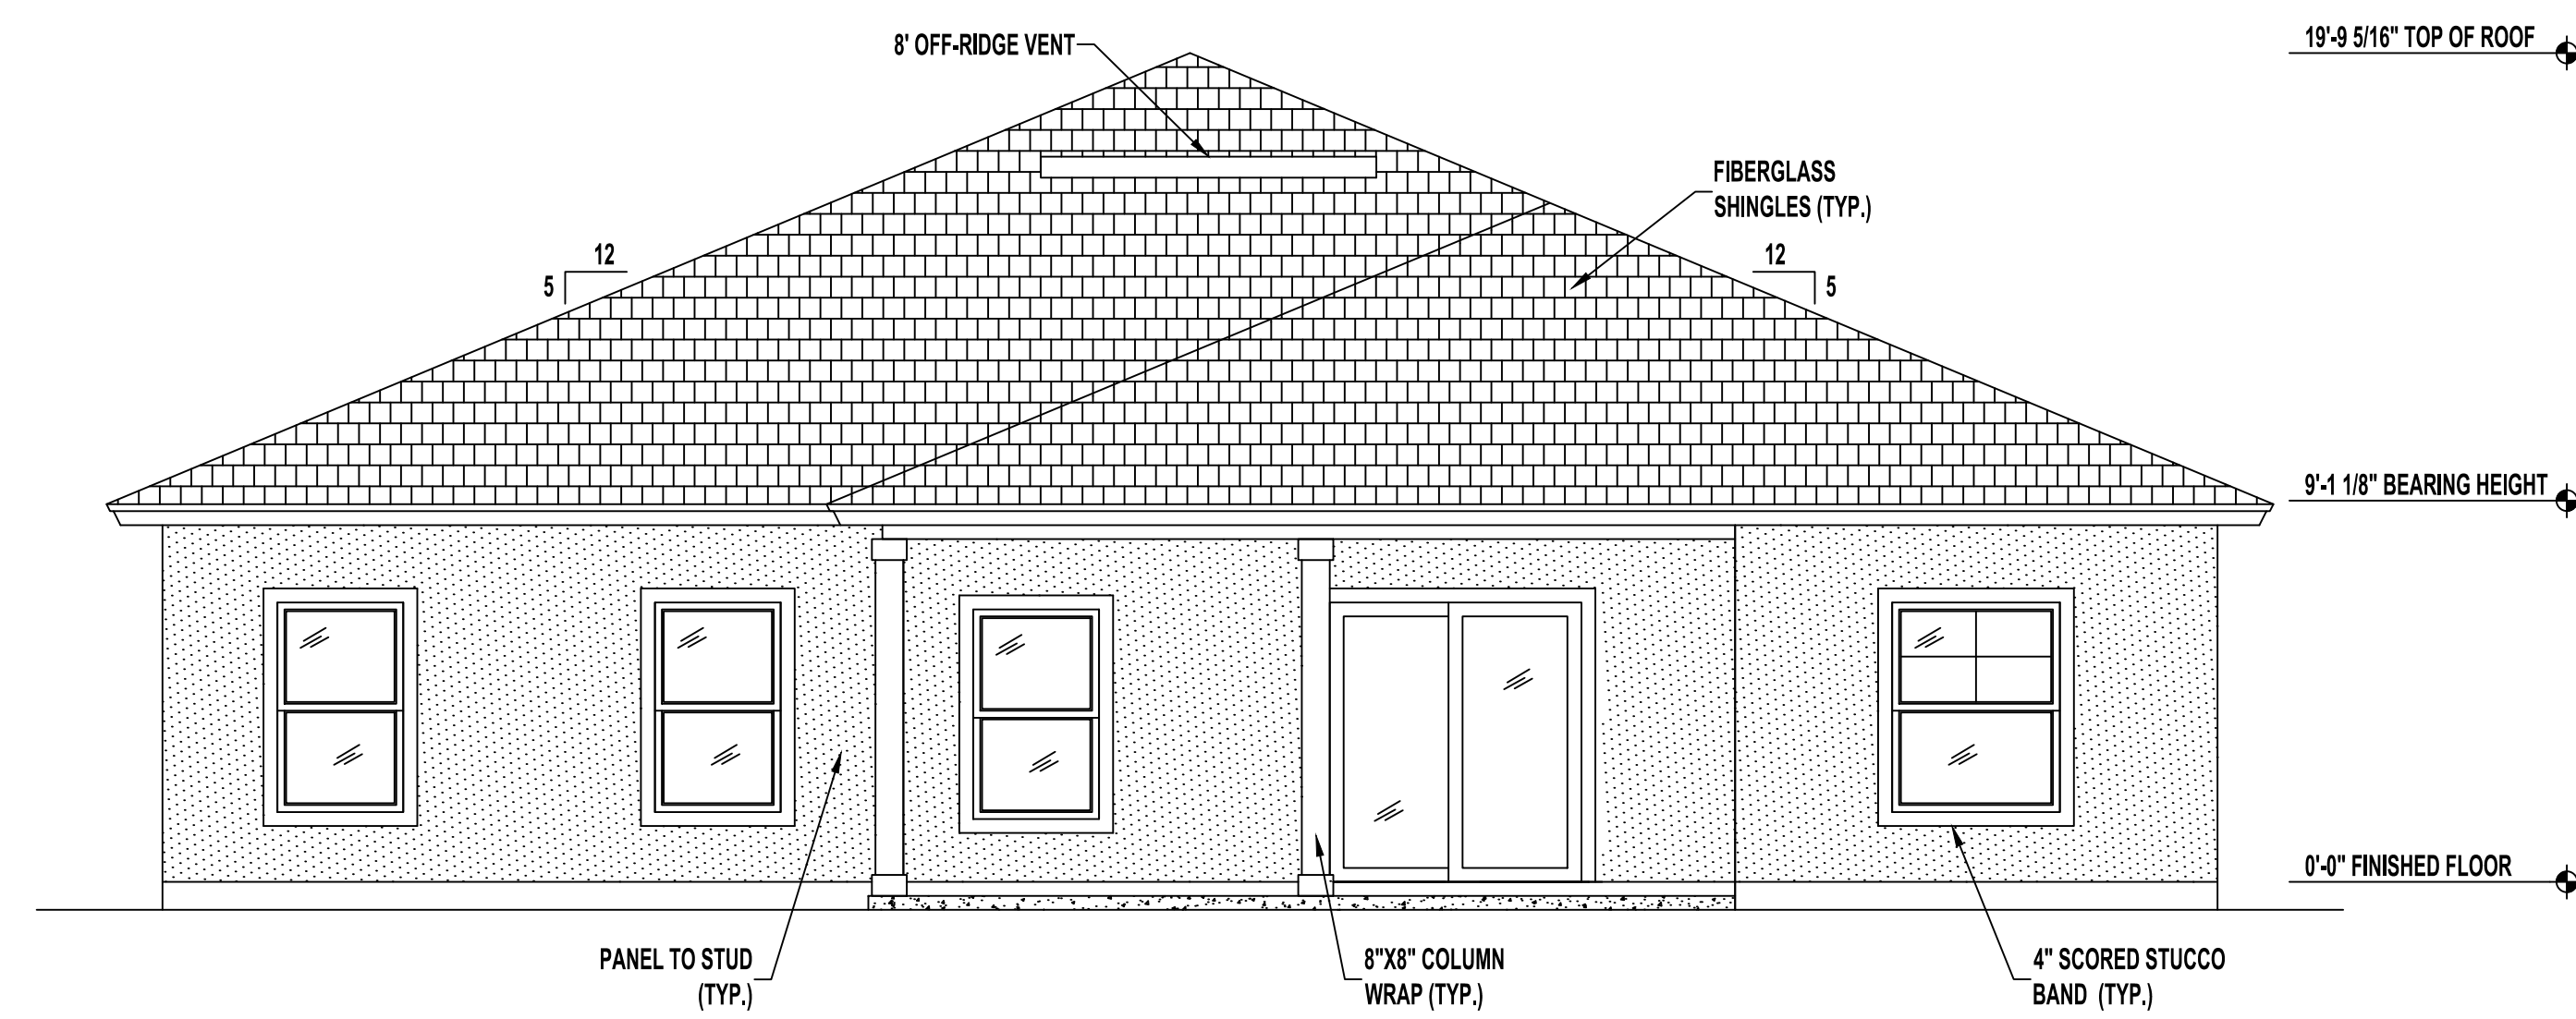 19'-9 5/16" TOP OF ROOF
8' OFF-RIDGE VENT
FIBERGLASS
SHINGLES (TYP.)
12
5
12
5
9'-1 1/8" BEARING HEIGHT
0'-0" FINISHED FLOOR
PANEL TO STUD
(TYP.)
8"X8" COLUMN
WRAP (TYP.)
4" SCORED STUCCO
BAND (TYP.)